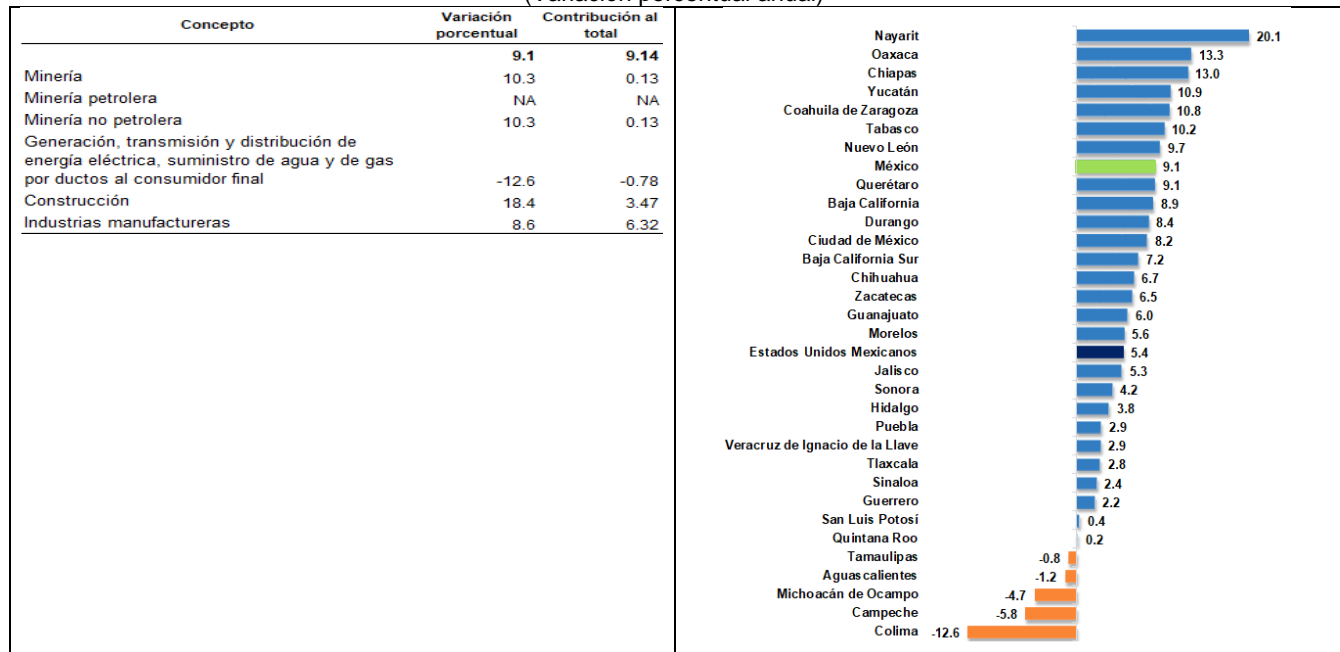 (Variación porcentual anual)
Concepto Variación porcentual Contribución al total
9.1 9.14
Minería 10.3 0.13
Minería petrolera NA NA
Minería no petrolera 10.3 0.13
Generación, transmisión y distribución de
energía eléctrica, suministro de agua y de gas
por ductos al consumidor final -12.6 -0.78
Construcción 18.4 3.47
Industrias manufactureras 8.6 6.32
Nayarit 20.1
Oaxaca 13.3
Chiapas 13.0
Yucatán 10.9
Coahuila de Zaragoza 10.8
Tabasco 10.2
Nuevo León 9.7
México 9.1
Querétaro 9.1
Baja California 8.9
Durango 8.4
Ciudad de México 8.2
Baja California Sur 7.2
Chihuahua 6.7
Zacatecas 6.5
Guanajuato 6.0
Morelos 5.6
Estados Unidos Mexicanos 5.4
Jalisco 5.3
Sonora 4.2
Hidalgo 3.8
Puebla 2.9
Veracruz de Ignacio de la Llave 2.9
Tlaxcala 2.8
Sinaloa 2.4
Guerrero 2.2
San Luis Potosí 0.4
Quintana Roo 0.2
Tamaulipas -0.8
Aguascalientes -1.2
Michoacán de Ocampo -4.7
Campeche -5.8
Colima -12.6